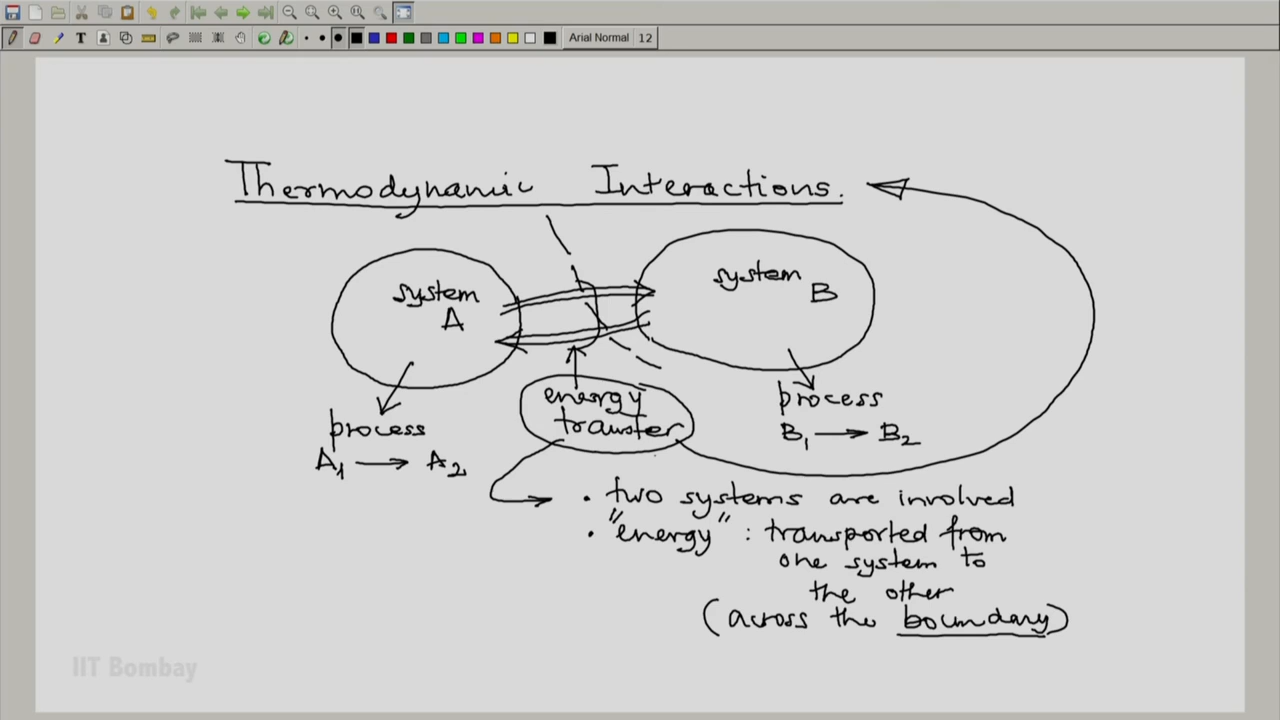 T Arial Normal 12
Thermodynamic Interactions.
system A
system B
energy transfer
process
A1 → A2
process
B1 → B2
• two systems are involved
• "energy" : transported from
one system to
the other
(across the boundary)
IIT Bombay